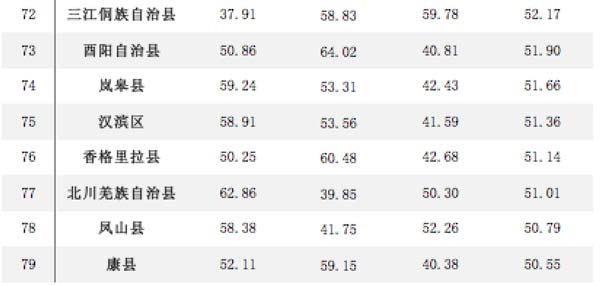 72 三江侗族自治县 37.91 58.83 59.78 52.17
73 酉阳自治县 50.86 64.02 40.81 51.90
74 岚皋县 59.24 53.31 42.43 51.66
75 汉滨区 58.91 53.56 41.59 51.36
76 香格里拉县 50.25 60.48 42.68 51.14
77 北川羌族自治县 62.86 39.85 50.30 51.01
78 凤山县 58.38 41.75 52.26 50.79
79 康县 52.11 59.15 40.38 50.55